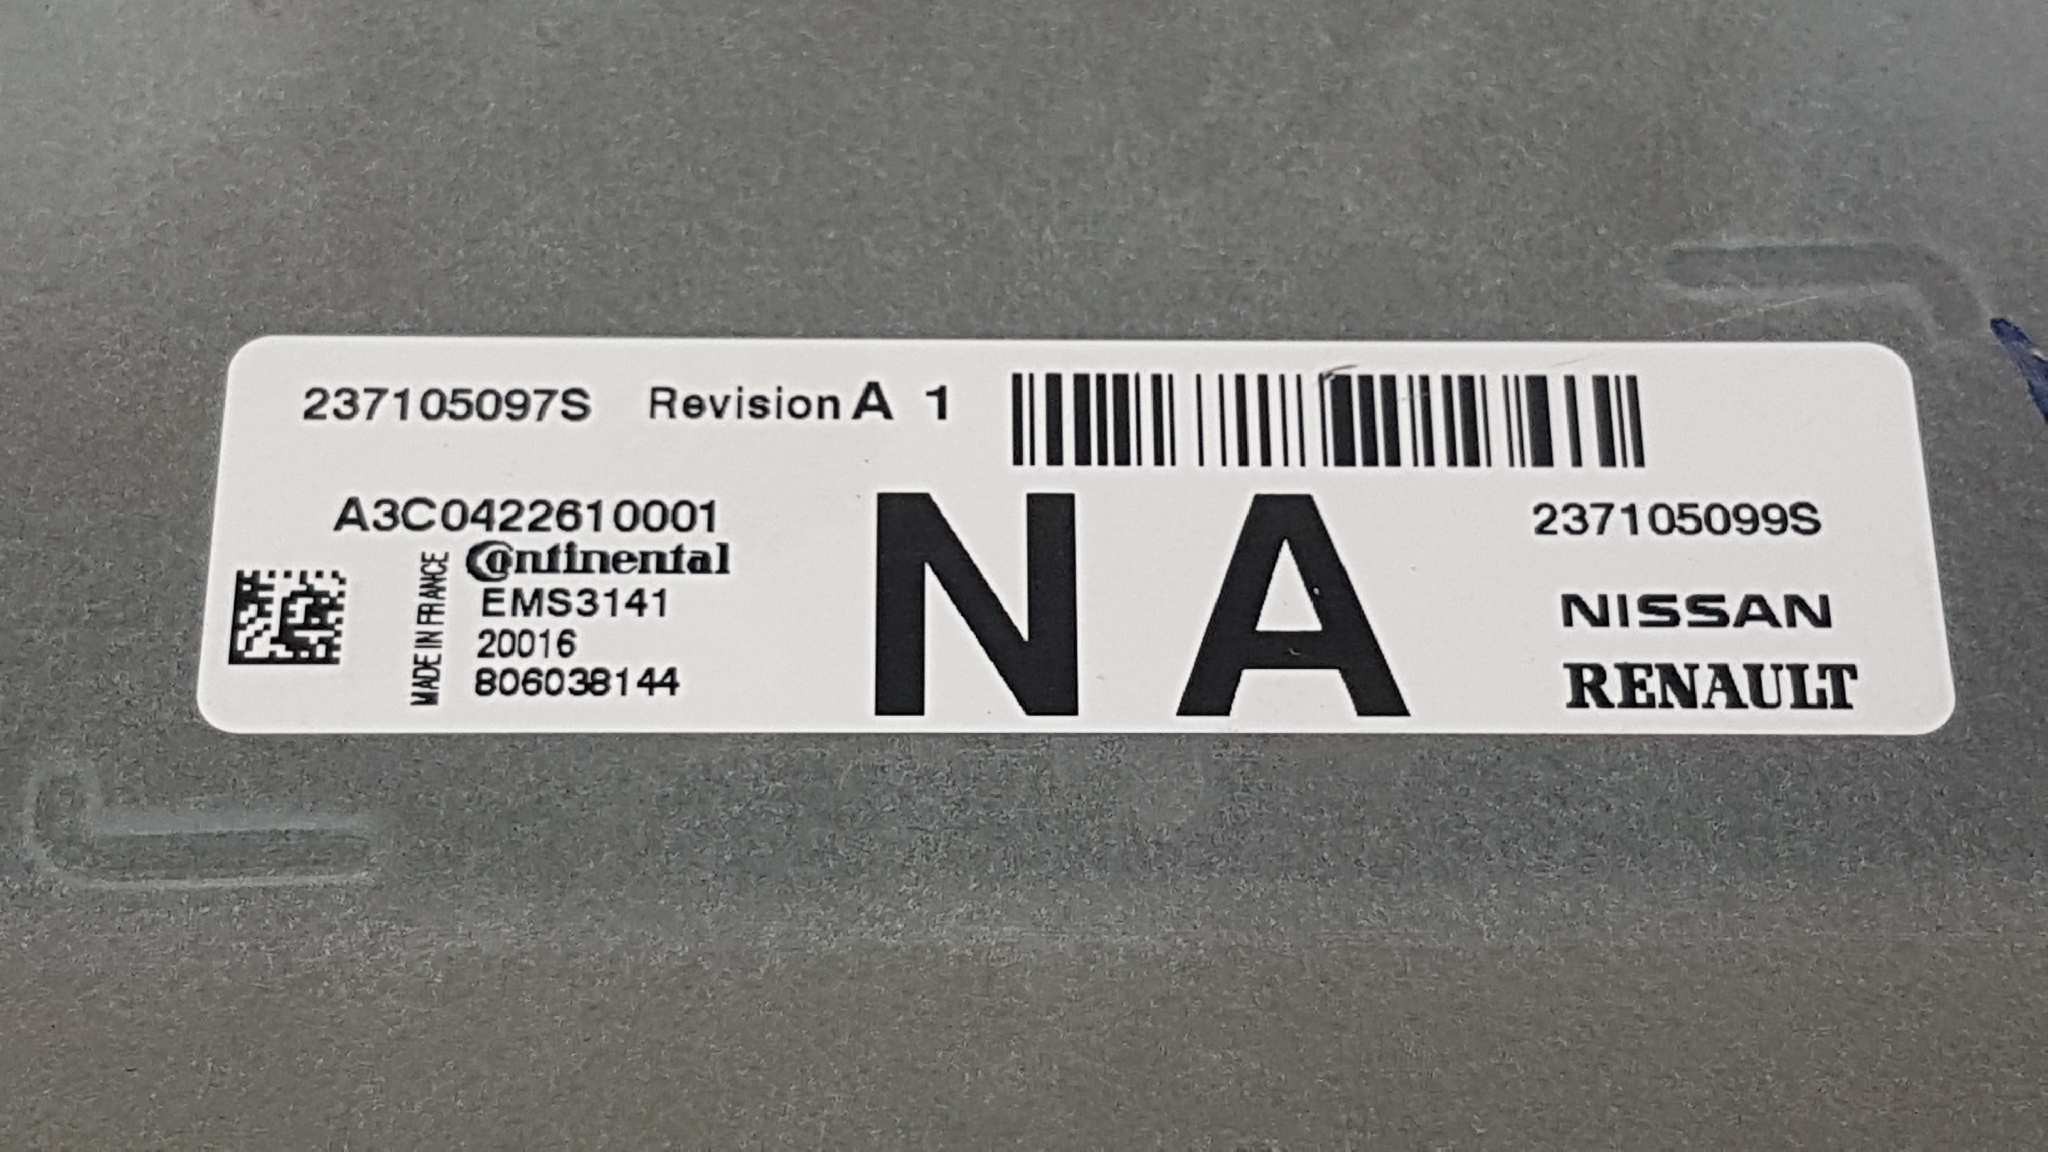 237105097S Revision A 1
A3C0422610001
237105099S
Continental
EMS3141
20016
806038144
MADE IN FRANCE
NA
NISSAN
RENAULT